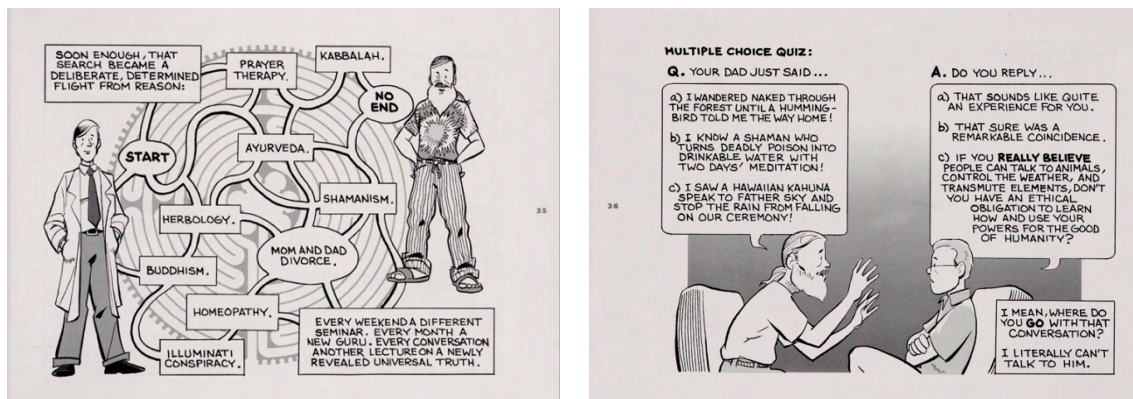 SOON ENOUGH, THAT
SEARCH BECAME A
DELIBERATE, DETERMINED
FLIGHT FROM REASON:
START
PRAYER
THERAPY.
KABBALAH.
NO
END
AYURVEDA.
SHAMANISM.
HERBOLOGY.
MOM AND DAD
DIVORCE.
BUDDHISM.
HOMEOPATHY.
ILLUMINATI
CONSPIRACY.
EVERY WEEKEND A DIFFERENT
SEMINAR. EVERY MONTH A
NEW GURU. EVERY CONVERSATION
ANOTHER LECTURE ON A NEWLY
REVEALED UNIVERSAL TRUTH.
35
36
MULTIPLE CHOICE QUIZ:
Q. YOUR DAD JUST SAID...
a) I WANDERED NAKED THROUGH
THE FOREST UNTIL A HUMMING-
BIRD TOLD ME THE WAY HOME!
b) I KNOW A SHAMAN WHO
TURNS DEADLY POISON INTO
DRINKABLE WATER WITH
TWO DAYS' MEDITATION!
c) I SAW A HAWAIIAN KAHUNA
SPEAK TO FATHER SKY AND
STOP THE RAIN FROM FALLING
ON OUR CEREMONY!
A. DO YOU REPLY...
a) THAT SOUNDS LIKE QUITE
AN EXPERIENCE FOR YOU.
b) THAT SURE WAS A
REMARKABLE COINCIDENCE.
c) IF YOU REALLY BELIEVE
PEOPLE CAN TALK TO ANIMALS,
CONTROL THE WEATHER, AND
TRANSMUTE ELEMENTS, DON'T
YOU HAVE AN ETHICAL
OBLIGATION TO LEARN
HOW AND USE YOUR
POWERS FOR THE GOOD
OF HUMANITY?
I MEAN, WHERE DO
YOU GO WITH THAT
CONVERSATION?
I LITERALLY CAN'T
TALK TO HIM.